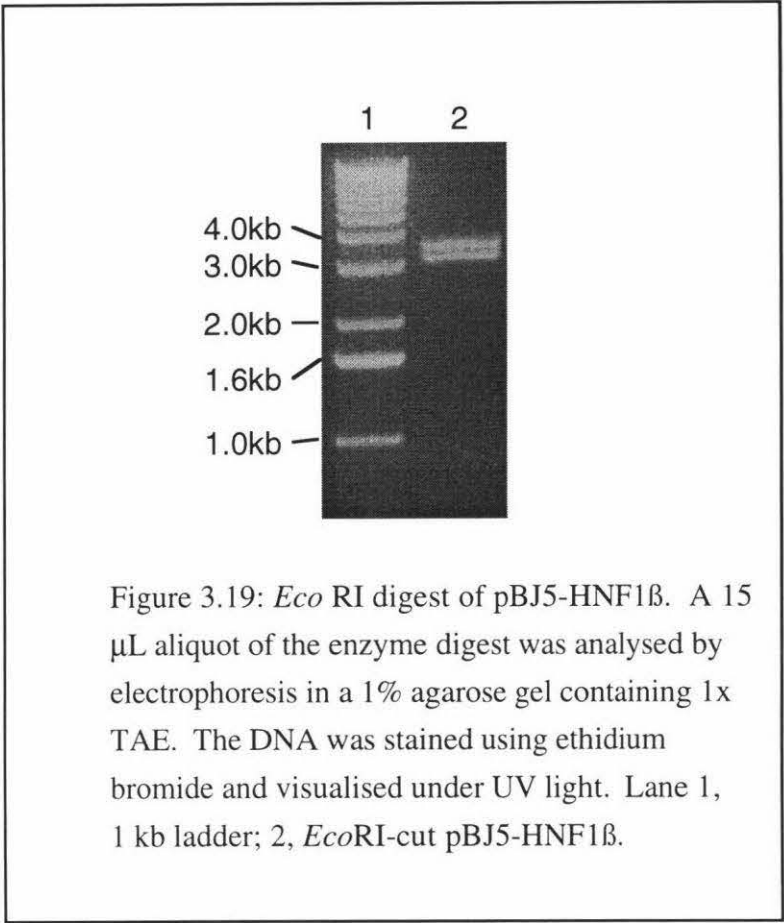 1 2
4.0kb
3.0kb
2.0kb
1.6kb
1.0kb
Figure 3.19: Eco RI digest of pBJ5-HNF1ß. A 15
µL aliquot of the enzyme digest was analysed by
electrophoresis in a 1% agarose gel containing 1x
TAE. The DNA was stained using ethidium
bromide and visualised under UV light. Lane 1,
1 kb ladder; 2, EcoRI-cut pBJ5-HNF1ß.